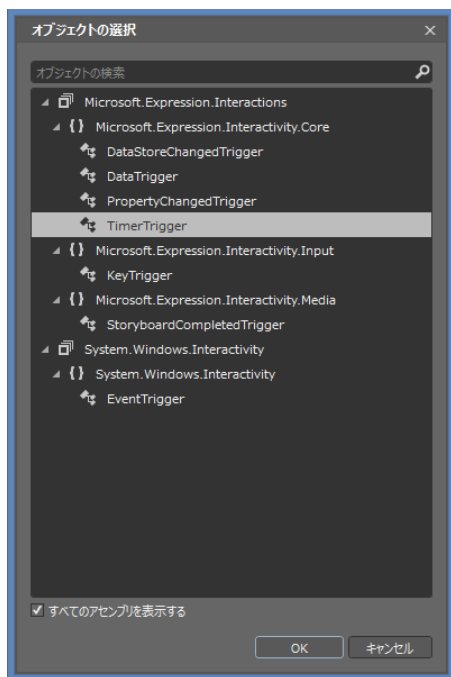 オブジェクトの選択
オブジェクトの検索
Microsoft.Expression.Interactions
{ } Microsoft.Expression.Interactivity.Core
DataStoreChangedTrigger
DataTrigger
PropertyChangedTrigger
TimerTrigger
{ } Microsoft.Expression.Interactivity.Input
KeyTrigger
{ } Microsoft.Expression.Interactivity.Media
StoryboardCompletedTrigger
System.Windows.Interactivity
{ } System.Windows.Interactivity
EventTrigger
すべてのアセンブリを表示する
OK キャンセル